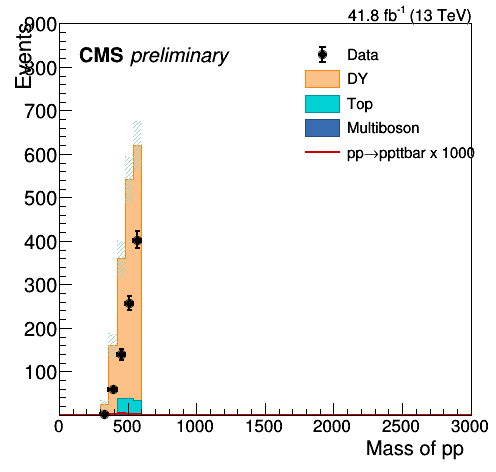 41.8 fb-1 (13 TeV)
Events
CMS preliminary
Data
DY
Top
Multiboson
pp→ppttbar x 1000
900
800
700
600
500
400
300
200
100
0 500 1000 1500 2000 2500 3000
Mass of pp